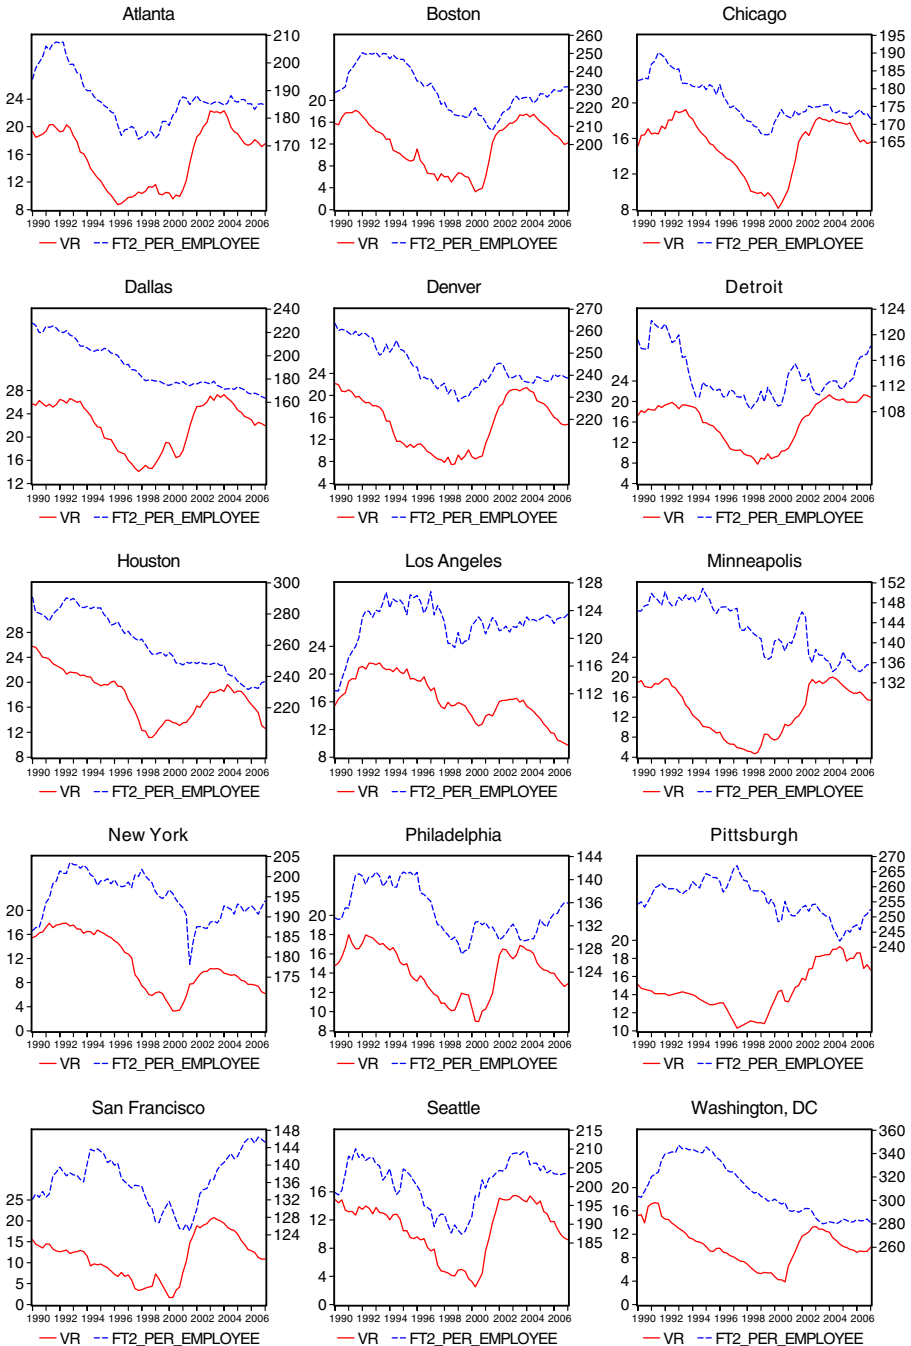 Atlanta
24 20 16 12 8
210 200 190 180 170
1990 1992 1994 1996 1998 2000 2002 2004 2006
VR FT2_PER_EMPLOYEE
Boston
20 16 12 8 4 0
260 250 240 230 220 210 200
1990 1992 1994 1996 1998 2000 2002 2004 2006
VR FT2_PER_EMPLOYEE
Chicago
20 16 12 8
195 190 185 180 175 170 165
1990 1992 1994 1996 1998 2000 2002 2004 2006
VR FT2_PER_EMPLOYEE
Dallas
28 24 20 16 12
240 220 200 180 160
1990 1992 1994 1996 1998 2000 2002 2004 2006
VR FT2_PER_EMPLOYEE
Denver
24 20 16 12 8 4
270 260 250 240 230 220
1990 1992 1994 1996 1998 2000 2002 2004 2006
VR FT2_PER_EMPLOYEE
Detroit
24 20 16 12 8 4
124 120 116 112 108
1990 1992 1994 1996 1998 2000 2002 2004 2006
VR FT2_PER_EMPLOYEE
Houston
28 24 20 16 12 8
300 280 260 240 220
1990 1992 1994 1996 1998 2000 2002 2004 2006
VR FT2_PER_EMPLOYEE
Los Angeles
24 20 16 12 8
128 124 120 116 112
1990 1992 1994 1996 1998 2000 2002 2004 2006
VR FT2_PER_EMPLOYEE
Minneapolis
24 20 16 12 8 4
152 148 144 140 136 132
1990 1992 1994 1996 1998 2000 2002 2004 2006
VR FT2_PER_EMPLOYEE
New York
20 16 12 8 4 0
205 200 195 190 185 180 175
1990 1992 1994 1996 1998 2000 2002 2004 2006
VR FT2_PER_EMPLOYEE
Philadelphia
20 18 16 14 12 10 8
144 140 136 132 128 124
1990 1992 1994 1996 1998 2000 2002 2004 2006
VR FT2_PER_EMPLOYEE
Pittsburgh
20 18 16 14 12 10
270 265 260 255 250 245 240
1990 1992 1994 1996 1998 2000 2002 2004 2006
VR FT2_PER_EMPLOYEE
San Francisco
25 20 15 10 5 0
148 144 140 136 132 128 124
1990 1992 1994 1996 1998 2000 2002 2004 2006
VR FT2_PER_EMPLOYEE
Seattle
16 12 8 4 0
215 210 205 200 195 190 185
1990 1992 1994 1996 1998 2000 2002 2004 2006
VR FT2_PER_EMPLOYEE
Washington, DC
20 16 12 8 4 0
360 340 320 300 280 260
1990 1992 1994 1996 1998 2000 2002 2004 2006
VR FT2_PER_EMPLOYEE